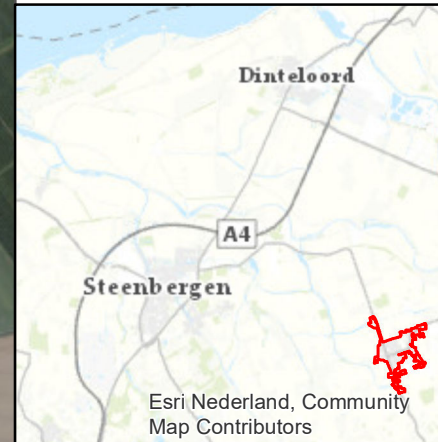 Dinteloord
A4
Steenbergen
Esri Nederland, Community
Map Contributors